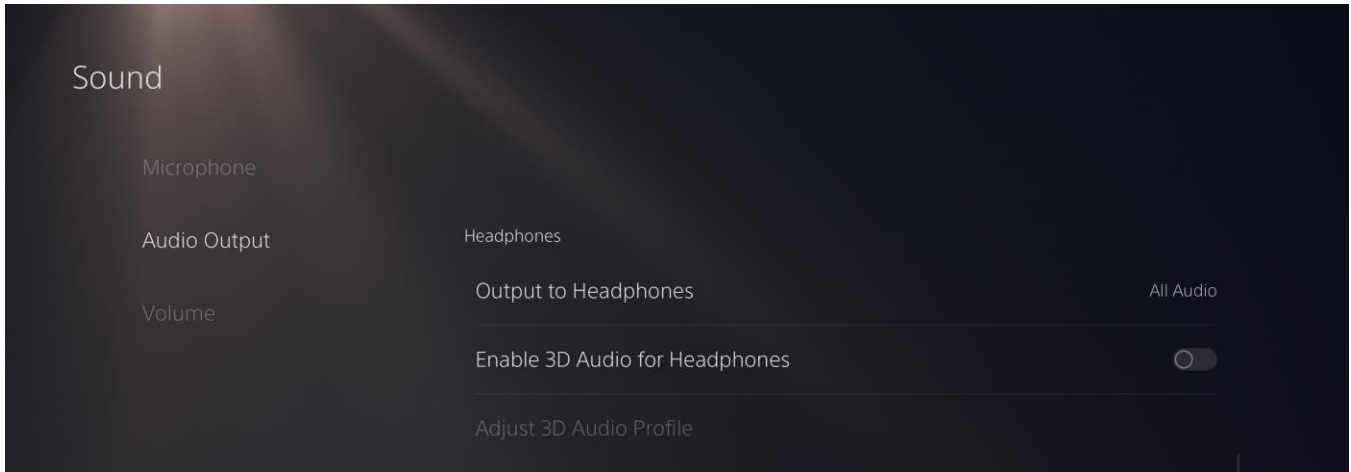 Sound
Microphone
Audio Output
Volume
Headphones
Output to Headphones All Audio
Enable 3D Audio for Headphones
Adjust 3D Audio Profile